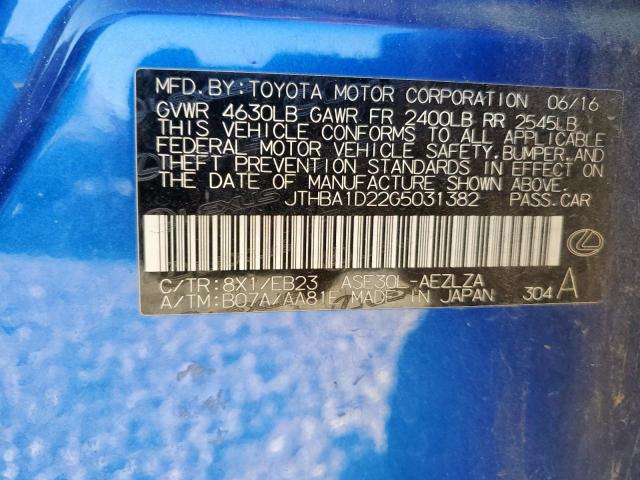 MFD.BY:TOYOTA MOTOR CORPORATION 06/16
GVWR 4630LB GAWR FR 2400LB RR 2545LB
THIS VEHICLE CONFORMS TO ALL APPLICABLE
FEDERAL MOTOR VEHICLE SAFETY,BUMPER,AND
THEFT PREVENTION STANDARDS IN EFFECT ON
THE DATE OF MANUFACTURE SHOWN ABOVE.
JTHBA1D22G5031382 PASS.CAR
C/TR:8X1/EB23 ASE30L-AEZLZA
A/TM:B07A/AA81E MADE IN JAPAN 304 A